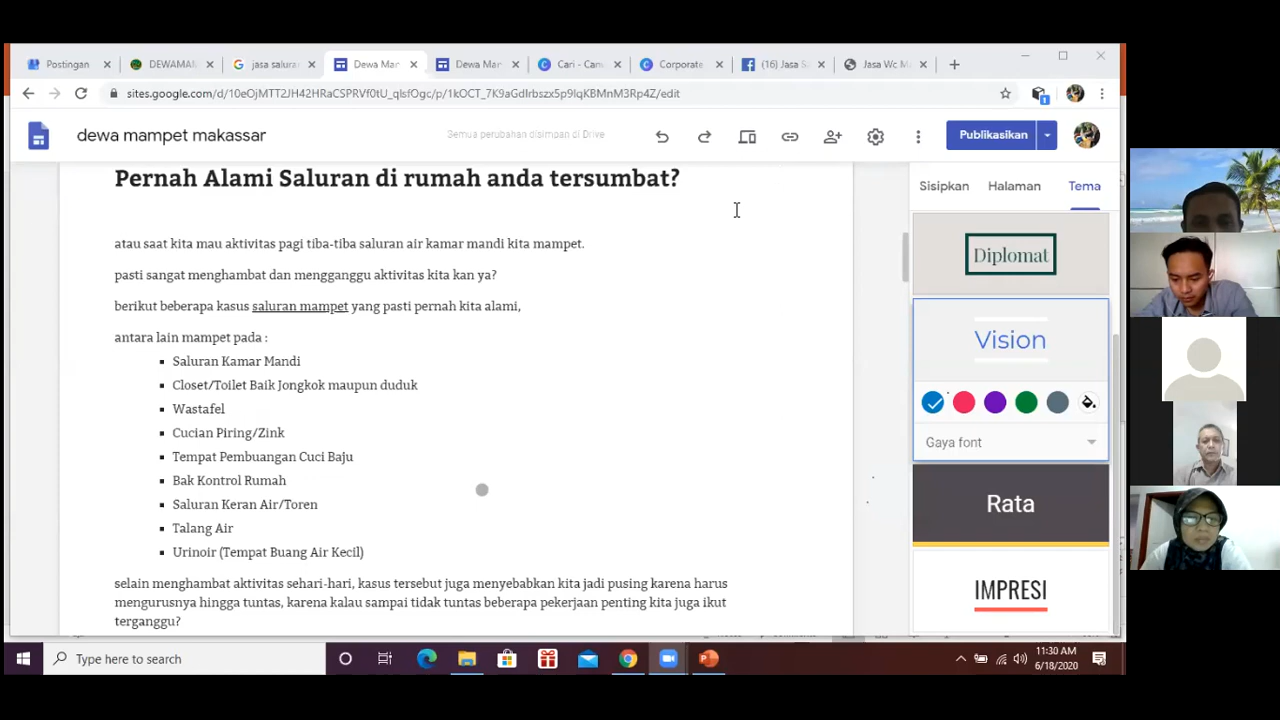 Postingan
DEWAMAM
jasa salura
Dewa Mar
Dewa Mar
Cari - Can
Corporate
(16) Jasa S
Jasa Wc M
sites.google.com/d/10eOjMTT2JH42HRaCSPRVf0tU_qlsfOgc/p/1kOCT_7K9aGdIrbszx5p9lqKBMnM3Rp4Z/edit
dewa mampet makassar
Semua perubahan disimpan di Drive
Publikasikan
Pernah Alami Saluran di rumah anda tersumbat?
Sisipkan
Halaman
Tema
atau saat kita mau aktivitas pagi tiba-tiba saluran air kamar mandi kita mampet.
pasti sangat menghambat dan mengganggu aktivitas kita kan ya?
berikut beberapa kasus saluran mampet yang pasti pernah kita alami,
antara lain mampet pada :
Saluran Kamar Mandi
Closet/Toilet Baik Jongkok maupun duduk
Wastafel
Cucian Piring/Zink
Tempat Pembuangan Cuci Baju
Bak Kontrol Rumah
Saluran Keran Air/Toren
Talang Air
Urinoir (Tempat Buang Air Kecil)
selain menghambat aktivitas sehari-hari, kasus tersebut juga menyebabkan kita jadi pusing karena harus
mengurusnya hingga tuntas, karena kalau sampai tidak tuntas beberapa pekerjaan penting kita juga ikut
terganggu?
Diplomat
Vision
Gaya font
Rata
IMPRESI
Type here to search
11:30 AM
6/18/2020